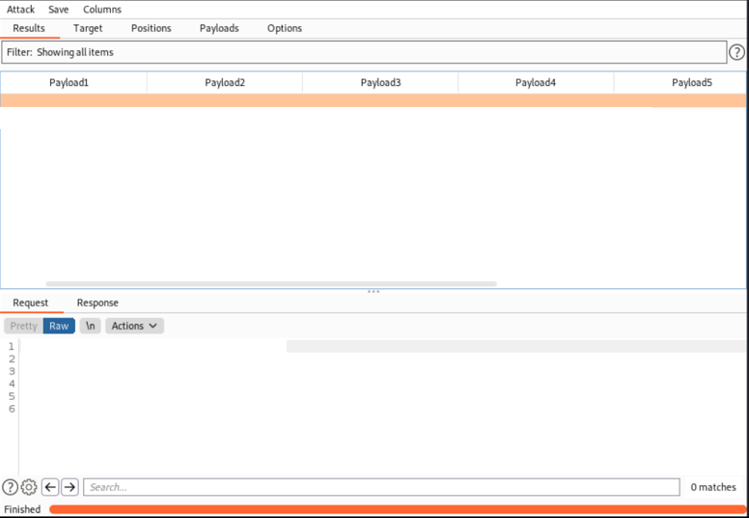 Attack Save Columns
Results Target Positions Payloads Options
Filter: Showing all items ?
Payload1 Payload2 Payload3 Payload4 Payload5
Request Response
Pretty Raw \n Actions
1
2
3
4
5
6
? Search... 0 matches
Finished